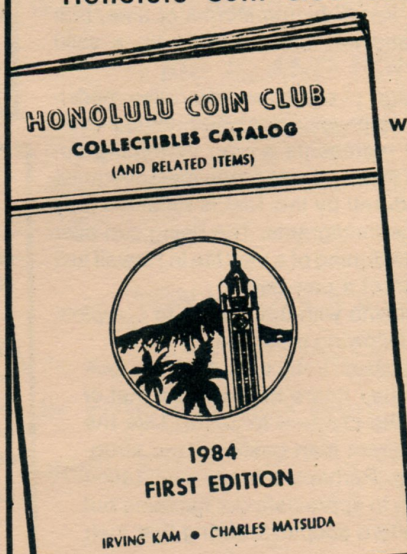 HONOLULU COIN CLUB
COLLECTIBLES CATALOG
(AND RELATED ITEMS)
1984
FIRST EDITION
IRVING KAM • CHARLES MATSUDA